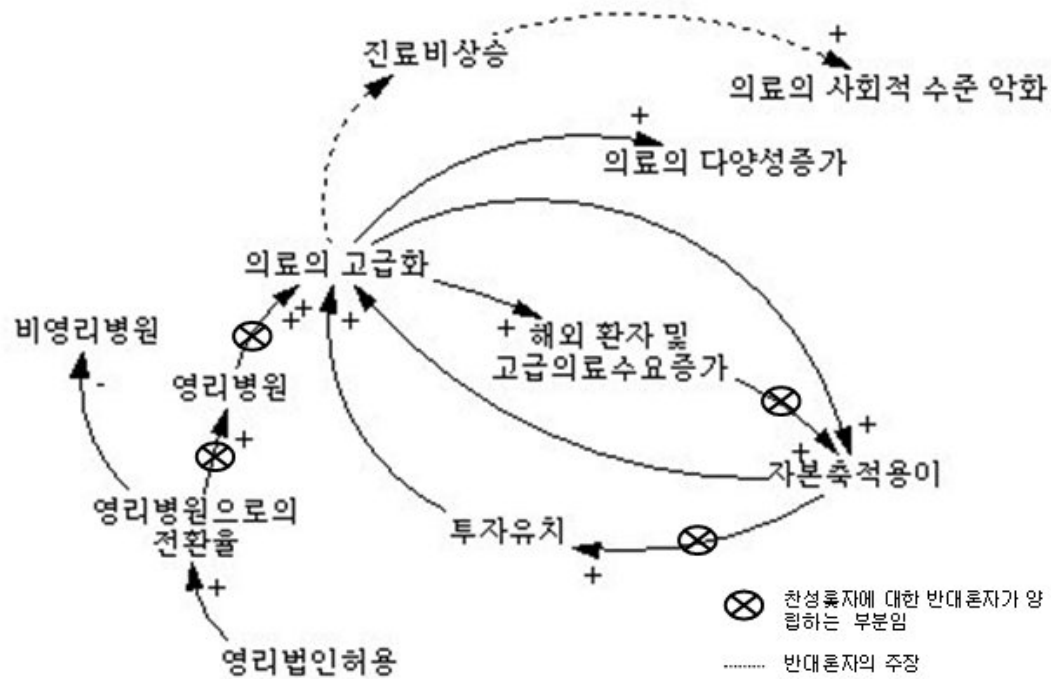 진료비상승
+
의료의 사회적 수준 악화
+
의료의 다양성증가
의료의 고급화
+
+
+
+
해외 환자 및
고급의료수요증가
비영리병원
-
영리병원
+
+
+
자본축적용이
영리병원으로의
전환율
투자유치
+
+
영리법인허용
찬성옺자에 대한 반대혼자가 양
립하는 부분임
반대혼자의 주장